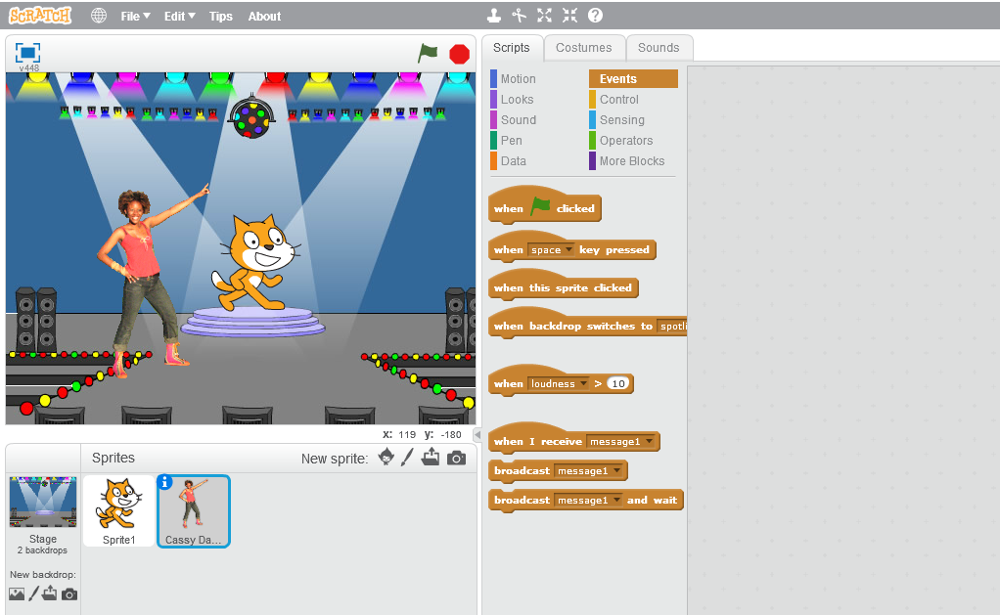 SCRATCH File Edit Tips About
v448
Scripts Costumes Sounds
Motion Events
Looks Control
Sound Sensing
Pen Operators
Data More Blocks
when clicked
when space key pressed
when this sprite clicked
when backdrop switches to spotli
when loudness > 10
when I receive message1
broadcast message1
broadcast message1 and wait
x: 119 y: -180
Sprites New sprite:
Stage
2 backdrops
New backdrop:
Sprite1
Cassy Da...